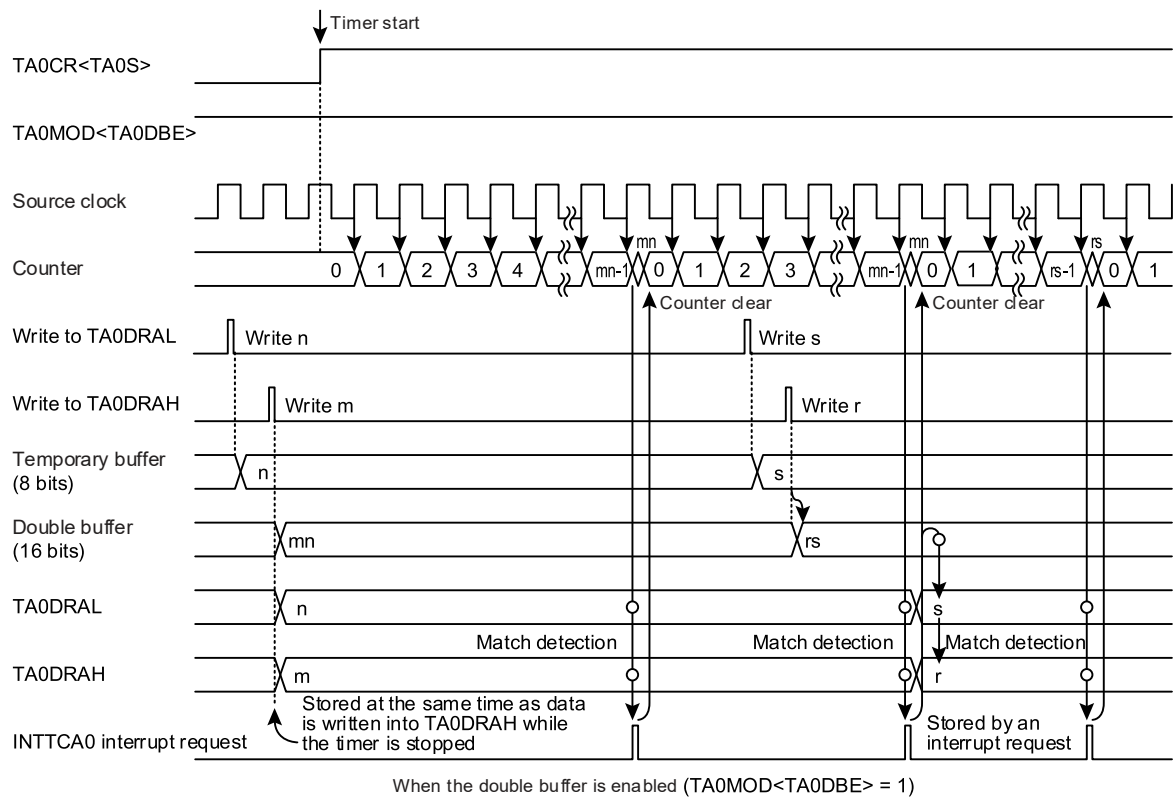 Timer start
TA0CR<TA0S>
TA0MOD<TA0DBE>
Source clock
mn mn rs
Counter 0 1 2 3 4 mn-1 0 1 2 3 mn-1 0 1 rs-1 0 1
Counter clear Counter clear
Write to TA0DRAL Write n Write s
Write to TA0DRAH Write m Write r
Temporary buffer
(8 bits) n s
Double buffer
(16 bits) mn rs
TA0DRAL n s
Match detection Match detection Match detection
TA0DRAH m r
Stored at the same time as data
is written into TA0DRAH while
the timer is stopped
Stored by an
interrupt request
INTTCA0 interrupt request
When the double buffer is enabled (TA0MOD<TA0DBE> = 1)